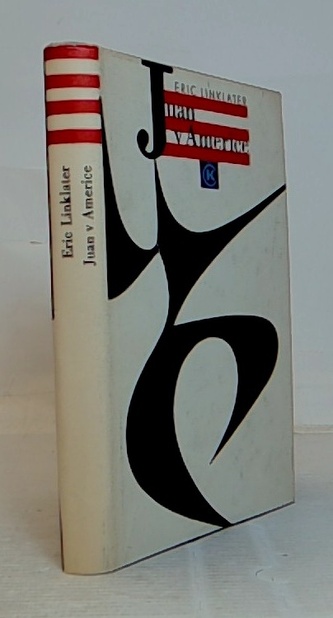 Eric Linklater
Juan v Americe
ERIC LINKLATER
Juan
v Americe
K